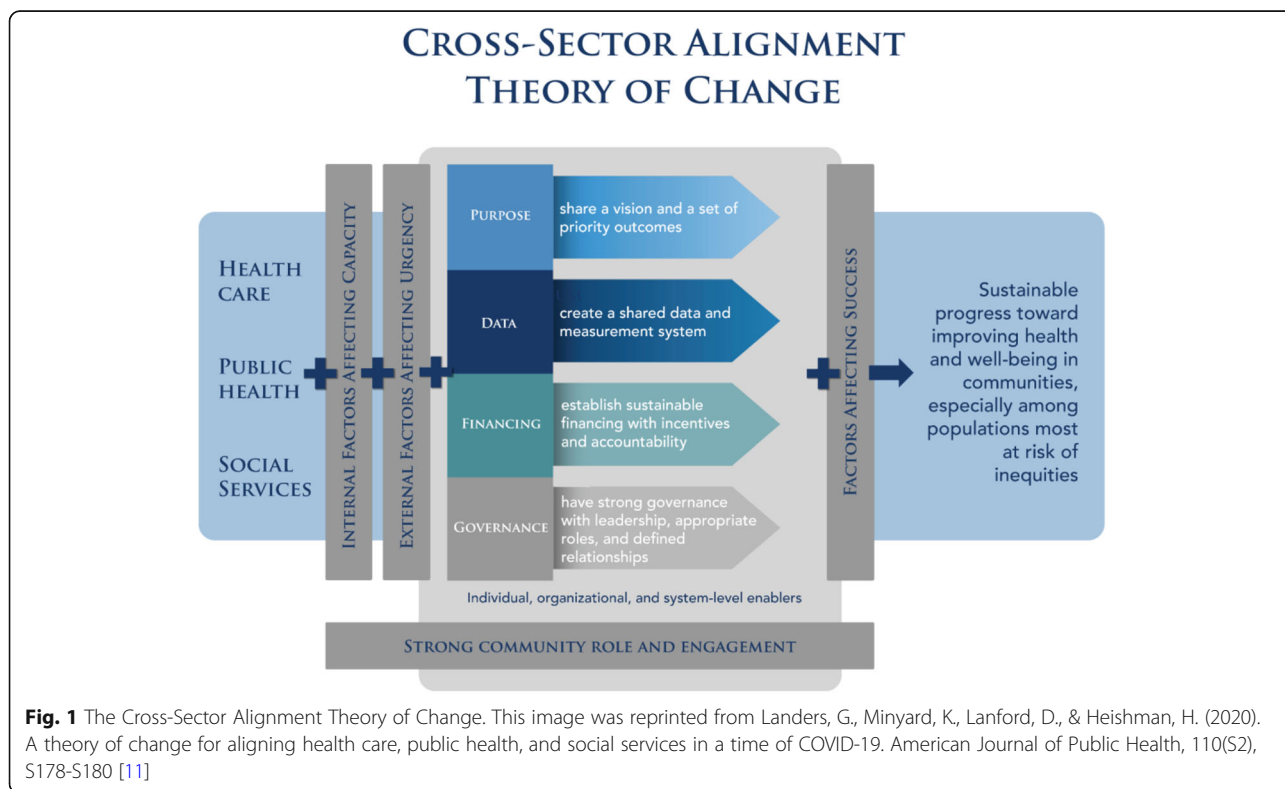 CROSS-SECTOR ALIGNMENT
THEORY OF CHANGE
HEALTH
CARE
PUBLIC
HEALTH
SOCIAL
SERVICES
INTERNAL FACTORS AFFECTING CAPACITY
EXTERNAL FACTORS AFFECTING URGENCY
PURPOSE
share a vision and a set of
priority outcomes
DATA
create a shared data and
measurement system
FINANCING
establish sustainable
financing with incentives
and accountability
GOVERNANCE
have strong governance
with leadership, appropriate
roles, and defined
relationships
Individual, organizational, and system-level enablers
STRONG COMMUNITY ROLE AND ENGAGEMENT
FACTORS AFFECTING SUCCESS
Sustainable
progress toward
improving health
and well-being in
communities,
especially among
populations most
at risk of
inequities
Fig. 1 The Cross-Sector Alignment Theory of Change. This image was reprinted from Landers, G., Minyard, K., Lanford, D., & Heishman, H. (2020).
A theory of change for aligning health care, public health, and social services in a time of COVID-19. American Journal of Public Health, 110(S2),
S178-S180 [11]